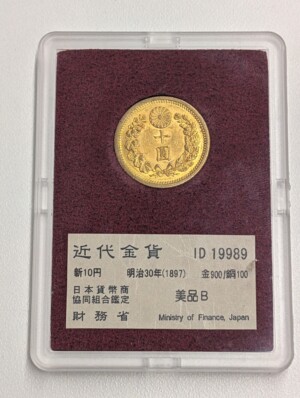 十圓
近代金貨 ID 19989
新10円 明治30年(1897) 金900/銅100
日本貨幣商
協同組合鑑定 美品B
財務省 Ministry of Finance, Japan